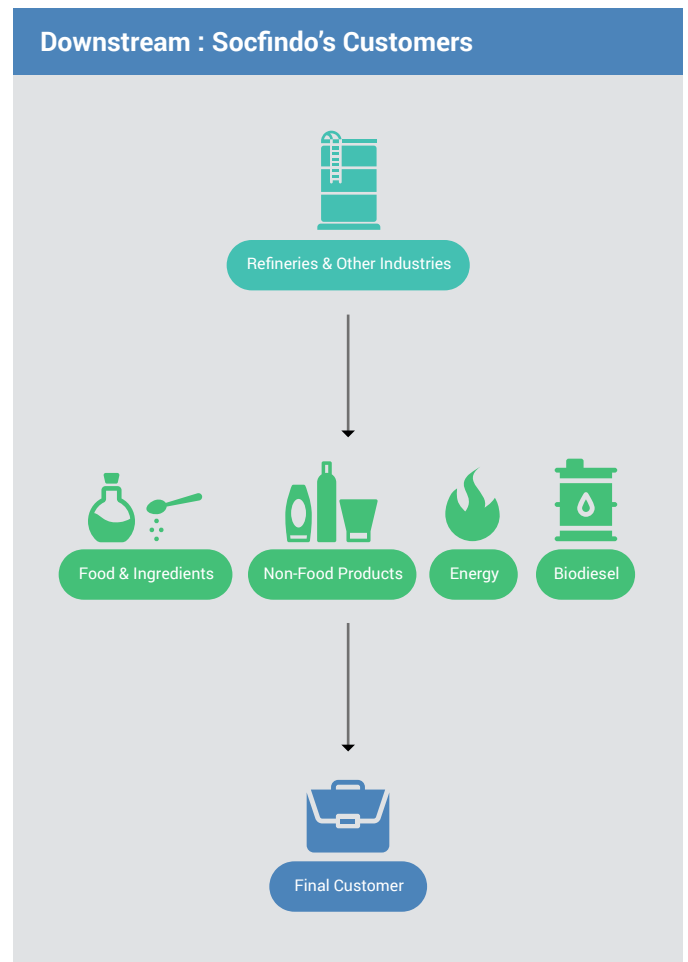 Downstream : Socfindo's Customers
Refineries & Other Industries
Food & Ingredients
Non-Food Products
Energy
Biodiesel
Final Customer